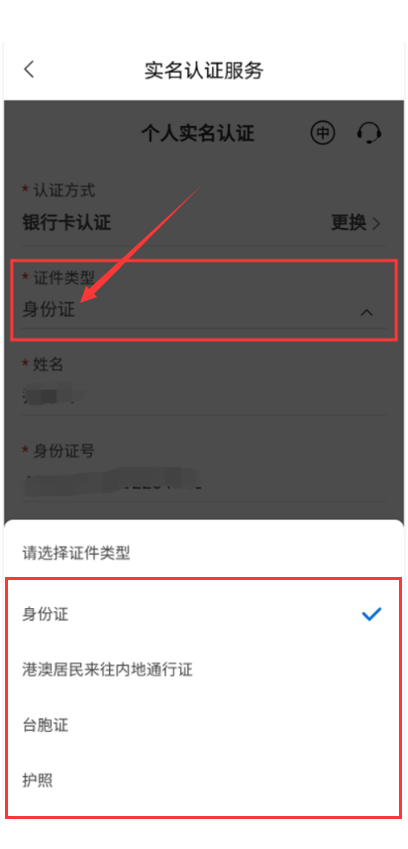 实名认证服务
个人实名认证 中
* 认证方式
银行卡认证 更换
* 证件类型
身份证
* 姓名
* 身份证号
请选择证件类型
身份证
港澳居民来往内地通行证
台胞证
护照